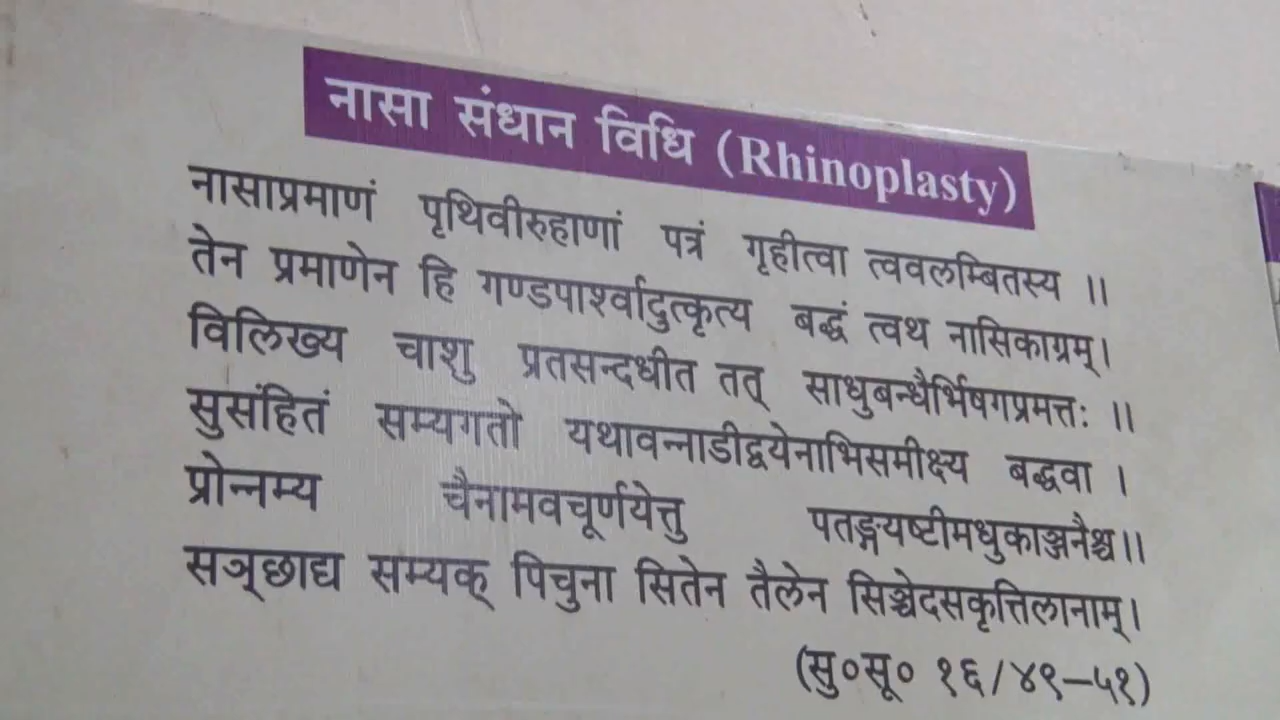 नासा संधान विधि (Rhinoplasty)
नासाप्रमाणं पृथिवीरुहाणां पत्रं गृहीत्वा त्ववलम्बितस्य ।।
तेन प्रमाणेन हि गण्डपार्श्वादुत्कृत्य बद्धं त्वथ नासिकाग्रम्।
विलिख्य चाशु प्रतसन्दधीत तत् साधुबन्धैर्भिषगप्रमत्तः ।।
सुसंहितं सम्यगतो यथावन्नाडीद्वयेनाभिसमीक्ष्य बद्धवा ।
प्रोन्नम्य चैनामवचूर्णयेत्तु पतङ्गयष्टीमधुकाञ्जनैश्च।।
सञ्छाद्य सम्यक् पिचुना सितेन तैलेन सिञ्चेदसकृत्तिलानाम्।
(सु०सू० १६/४९–५१)